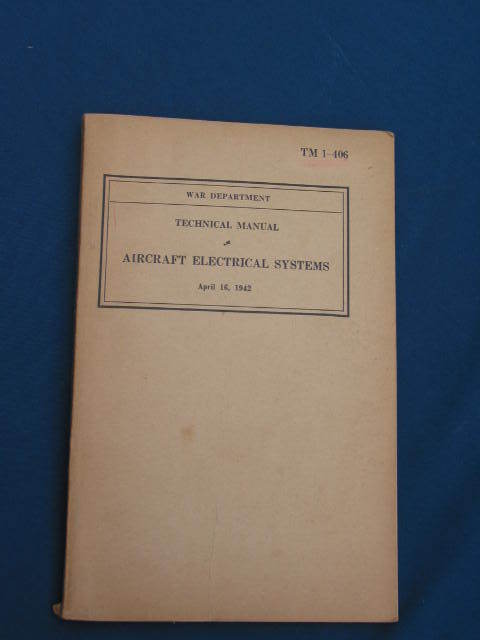 TM 1-406
WAR DEPARTMENT
TECHNICAL MANUAL
AIRCRAFT ELECTRICAL SYSTEMS
April 16, 1942